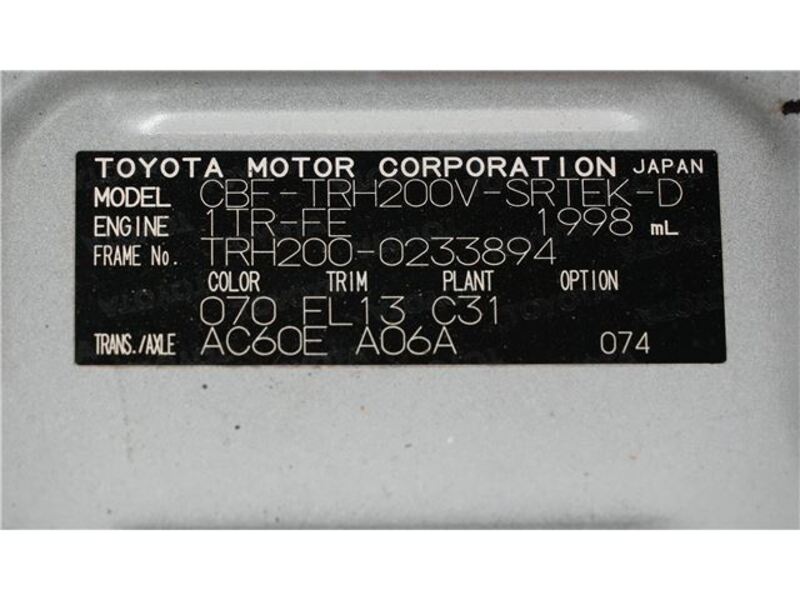 TOYOTA MOTOR CORPORATION JAPAN
MODEL CBF-TRH200V-SRTEK-D
ENGINE 1TR-FE 1998 mL
FRAME No. TRH200-0233894
COLOR TRIM PLANT OPTION
070 FL13 C31
TRANS./AXLE AC60E A06A 074